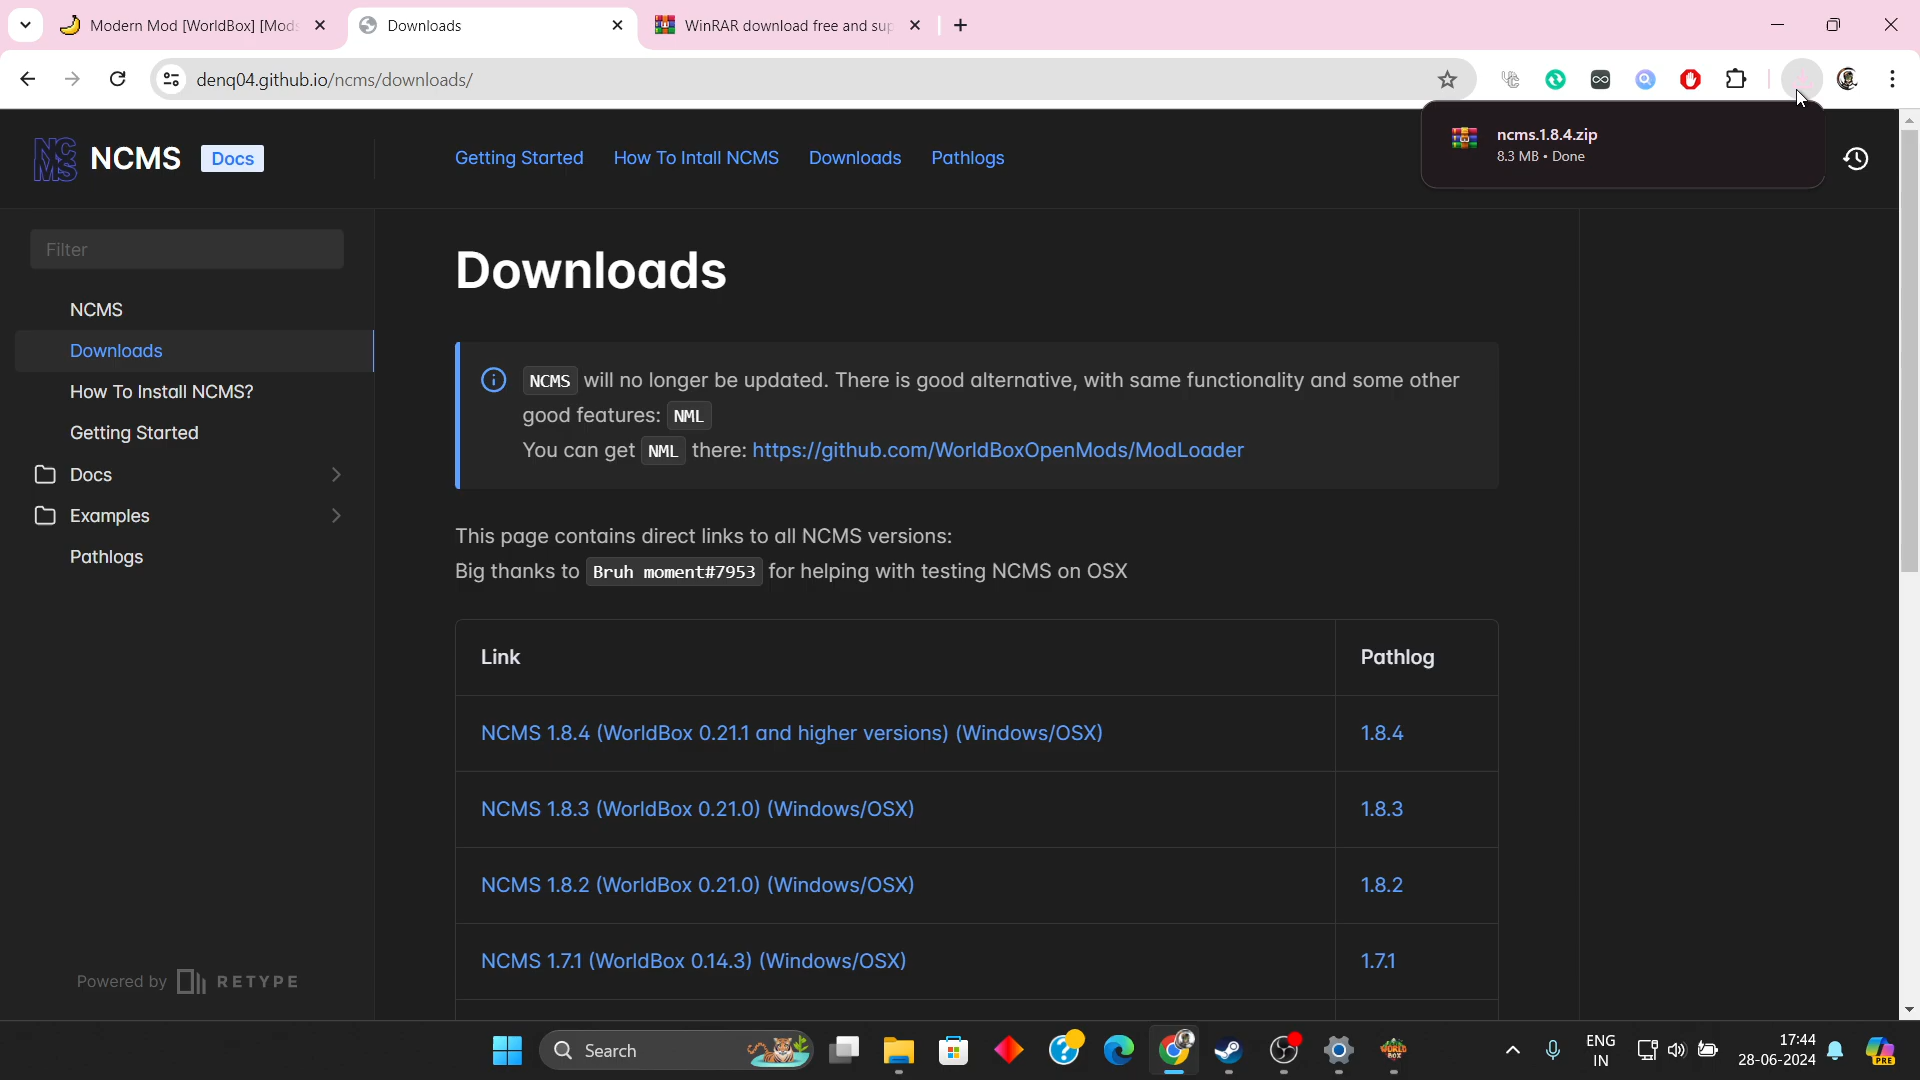 Modern Mod [WorldBox] [Mods
Downloads
WinRAR download free and sup
denq04.github.io/ncms/downloads/
ncms.1.8.4.zip
8.3 MB • Done
NCMS Docs
Getting Started How To Intall NCMS Downloads Pathlogs
Filter
NCMS
Downloads
How To Install NCMS?
Getting Started
Docs
Examples
Pathlogs
Powered by RETYPE
Downloads
NCMS will no longer be updated. There is good alternative, with same functionality and some other
good features: NML
You can get NML there: https://github.com/WorldBoxOpenMods/ModLoader
This page contains direct links to all NCMS versions:
Big thanks to Bruh moment#7953 for helping with testing NCMS on OSX
Link Pathlog
NCMS 1.8.4 (WorldBox 0.21.1 and higher versions) (Windows/OSX) 1.8.4
NCMS 1.8.3 (WorldBox 0.21.0) (Windows/OSX) 1.8.3
NCMS 1.8.2 (WorldBox 0.21.0) (Windows/OSX) 1.8.2
NCMS 1.7.1 (WorldBox 0.14.3) (Windows/OSX) 1.7.1
Search
ENG
IN
17:44
28-06-2024
PRE
WORLD
BOX